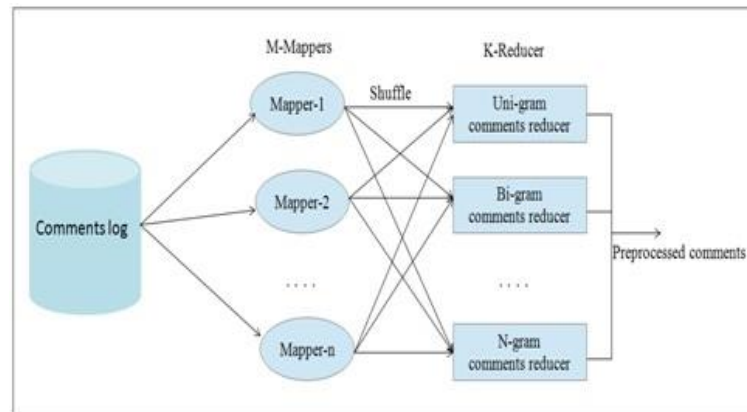 M-Mappers
K-Reducer
Comments log
Mapper-1
Mapper-2
. . . .
Mapper-n
Shuffle
Uni-gram
comments reducer
Bi-gram
comments reducer
. . . .
N-gram
comments reducer
Preprocessed comments